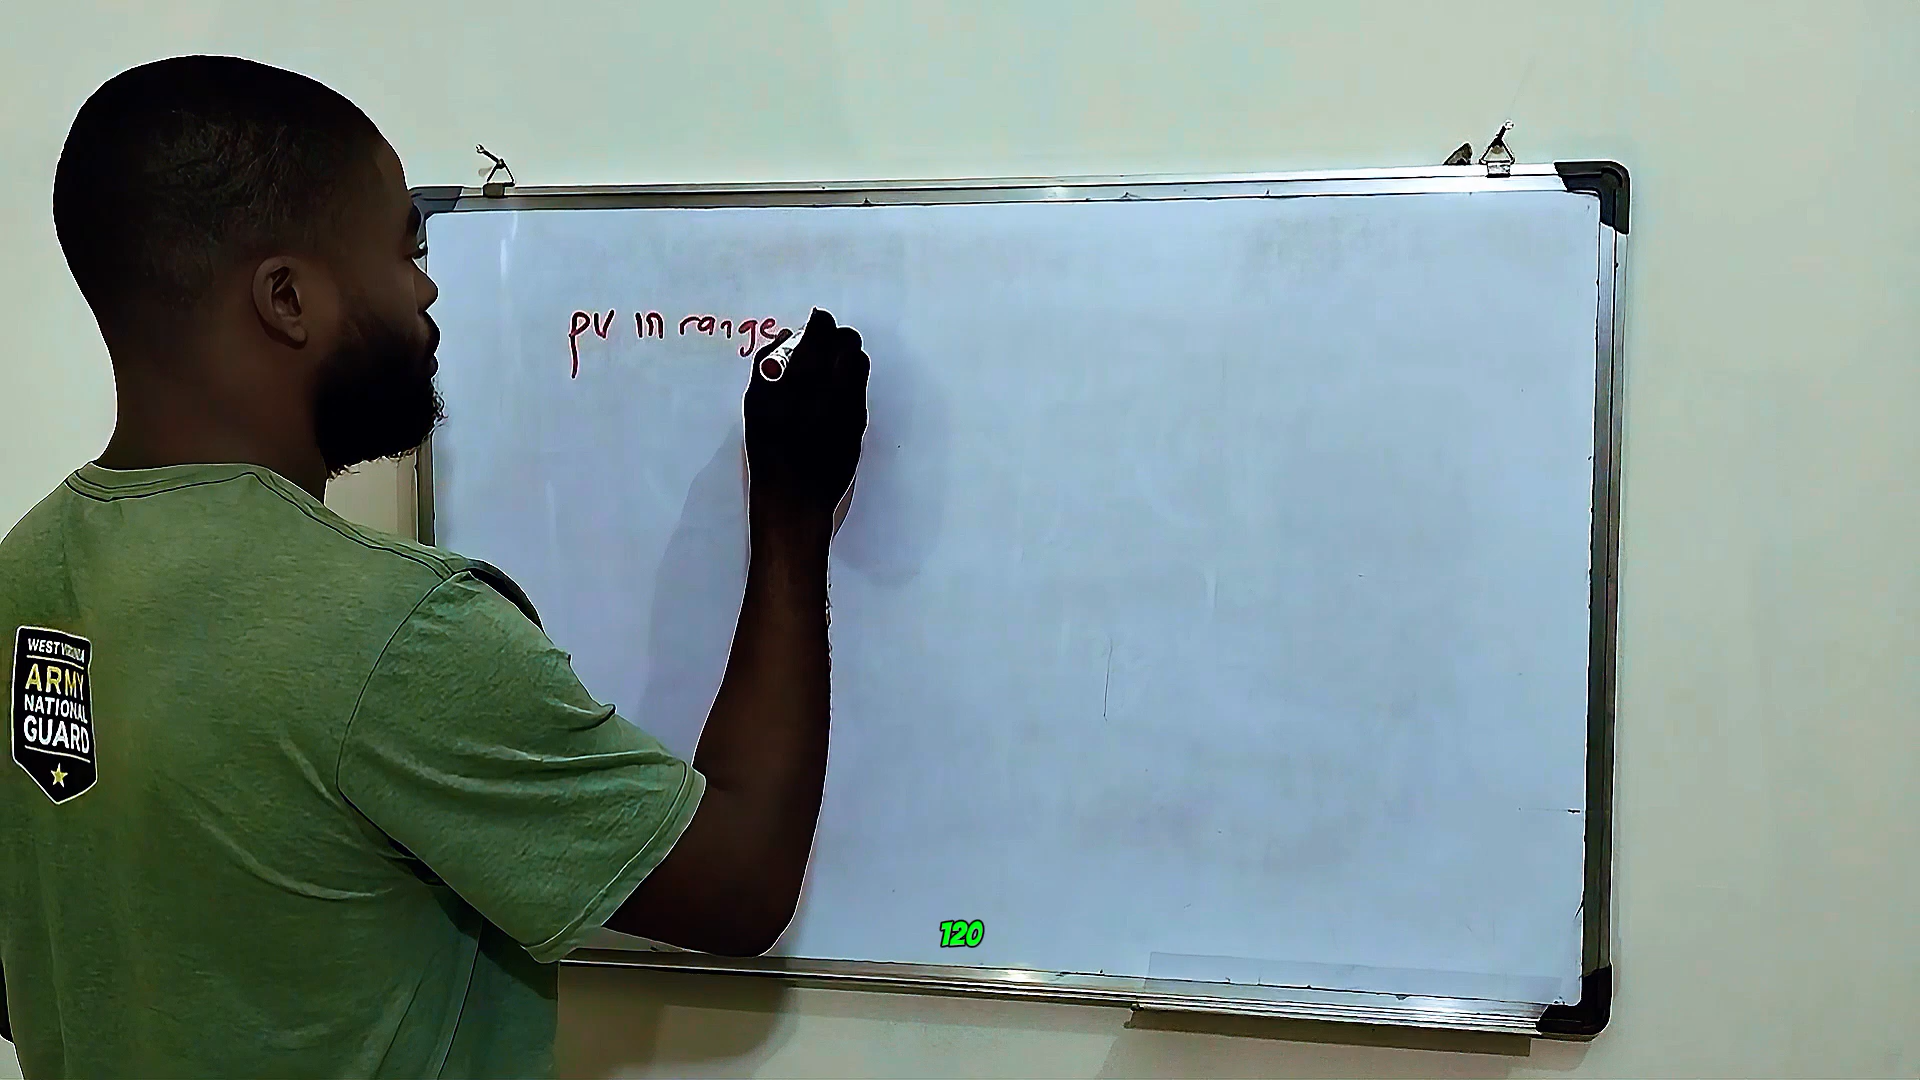 pv in range
WEST VIRGINIA
ARMY
NATIONAL
GUARD
120